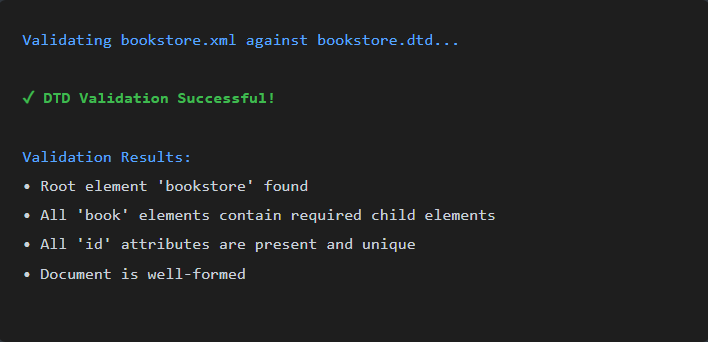 Validating bookstore.xml against bookstore.dtd...
✓ DTD Validation Successful!
Validation Results:
• Root element 'bookstore' found
• All 'book' elements contain required child elements
• All 'id' attributes are present and unique
• Document is well-formed